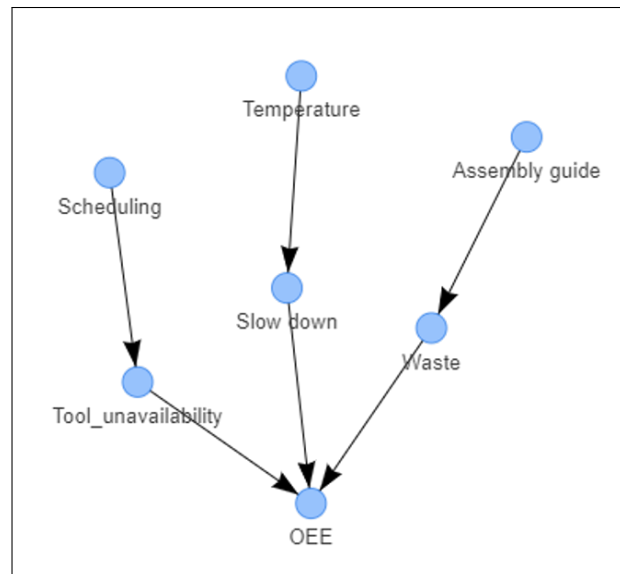 Temperature
Assembly guide
Scheduling
Slow down
Waste
Tool_unavailability
OEE